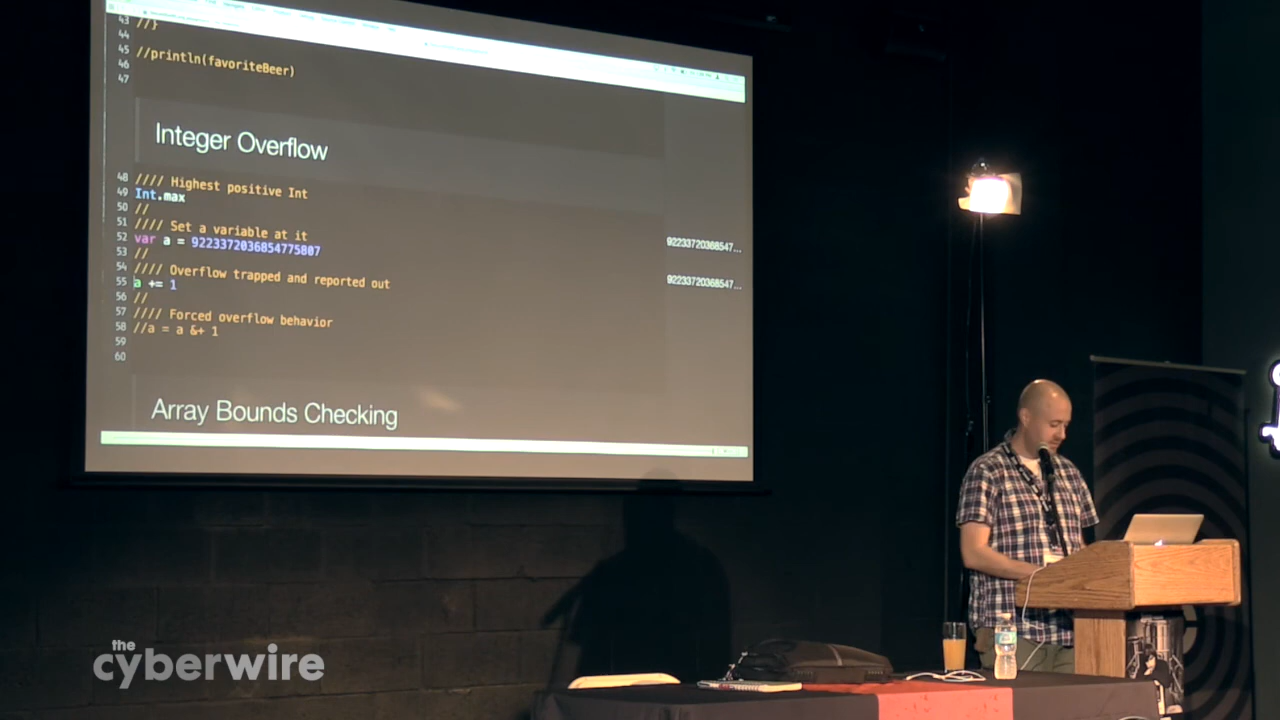 43 //}
44
45 //println(favoriteBeer)
46
47
Integer Overflow
48 //// Highest positive Int
49 Int.max
50 //
51 //// Set a variable at it
52 var a = 9223372036854775807
92233720368547...
53 //
54 //// Overflow trapped and reported out
55 a += 1
92233720368547...
56 //
57 //// Forced overflow behavior
58 //a = a &+ 1
59
60
Array Bounds Checking
the
cyberwire